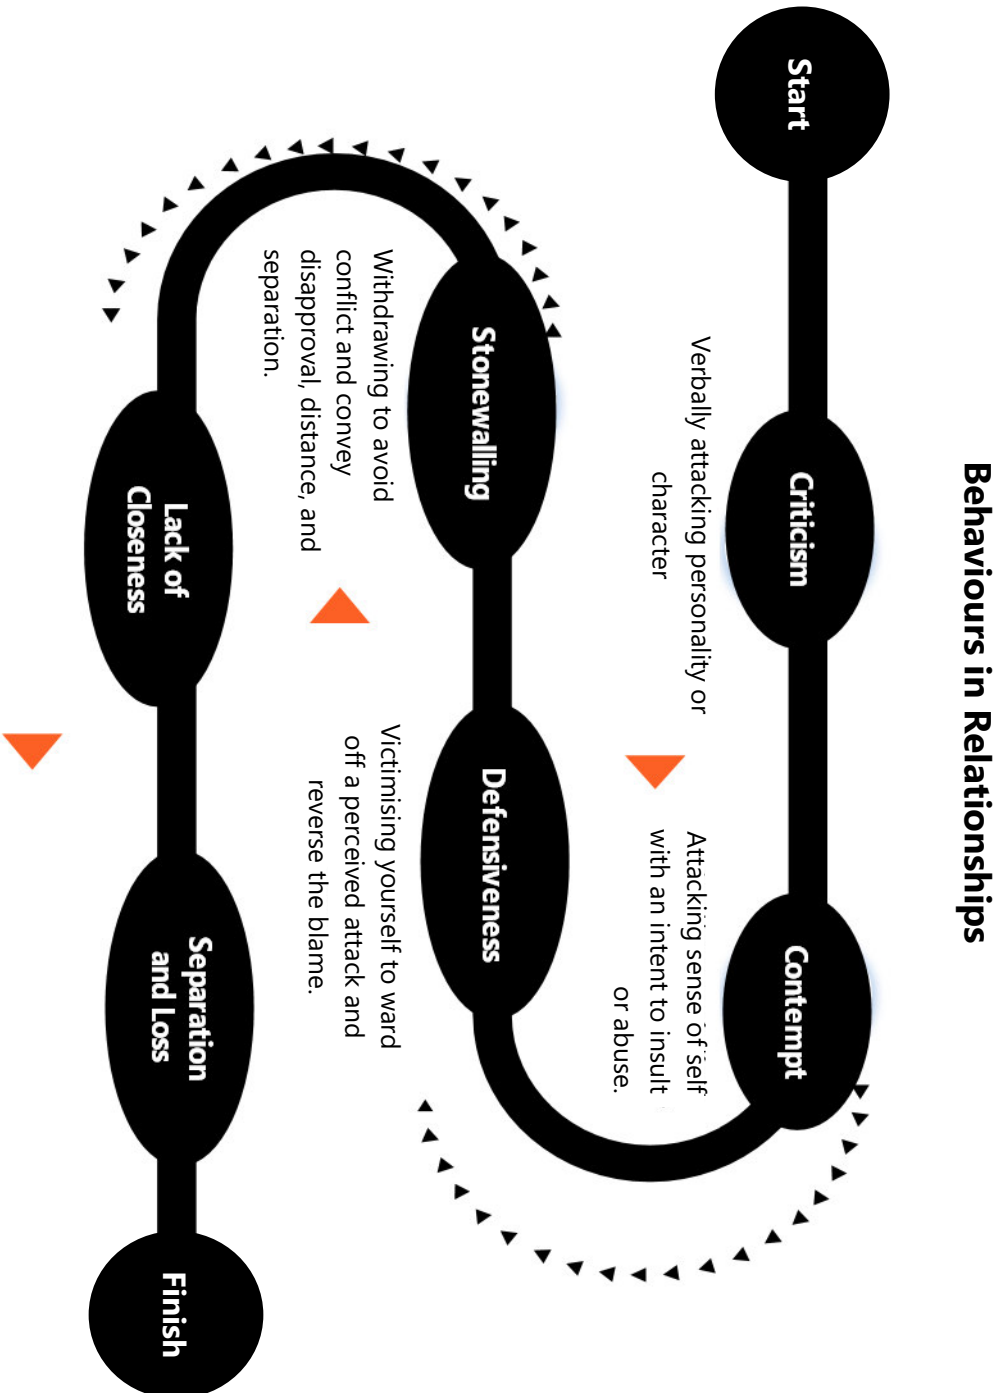 Behaviours in Relationships
Start
Criticism
Contempt
Verbally attacking personality or
character
Attacking sense of self
with an intent to insult
or abuse.
Defensiveness
Stonewalling
Victimising yourself to ward
off a perceived attack and
reverse the blame.
Withdrawing to avoid
conflict and convey
disapproval, distance, and
separation.
Lack of
Closeness
Separation
and Loss
Finish